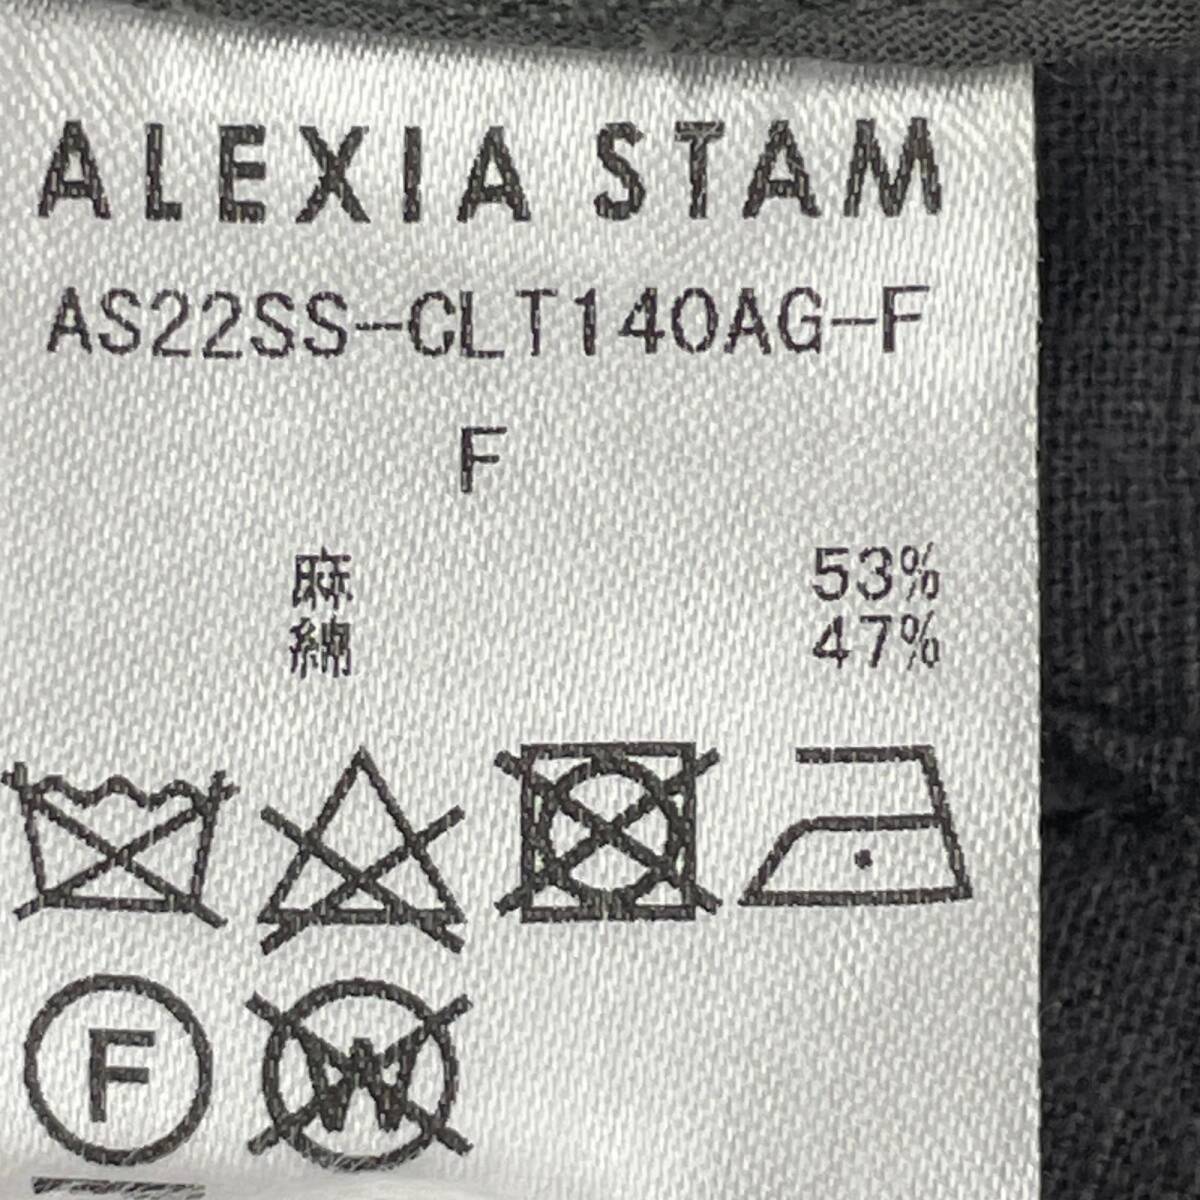 ALEXIA STAM
AS22SS-CLT140AG-F
F
麻 53%
綿 47%
F
W